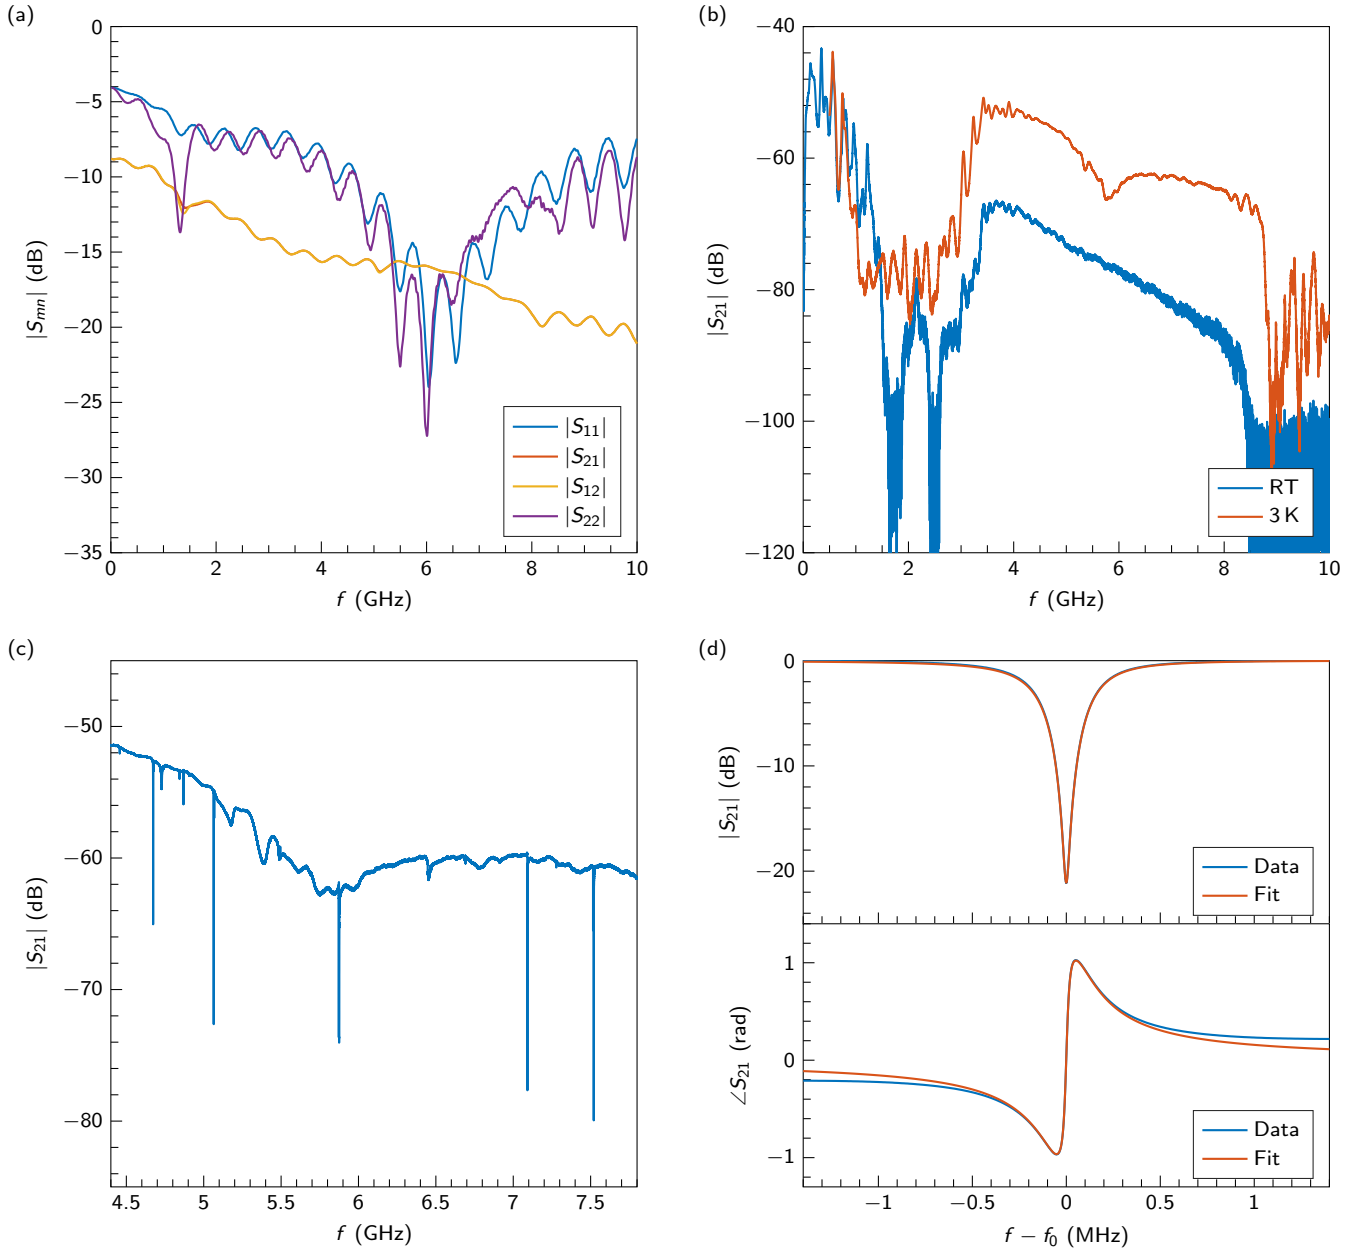 (a)
0
−5
−10
−15
−20
−25
−30
−35
|Smn| (dB)
0 2 4 6 8 10
f (GHz)
|S11|
|S21|
|S12|
|S22|
(b)
−40
−60
−80
−100
−120
|S21| (dB)
0 2 4 6 8 10
f (GHz)
RT
3 K
(c)
−50
−60
−70
−80
|S21| (dB)
4.5 5 5.5 6 6.5 7 7.5
f (GHz)
(d)
0
−10
−20
|S21| (dB)
Data
Fit
1
0
−1
∠S21 (rad)
Data
Fit
−1 −0.5 0 0.5 1
f − f0 (MHz)